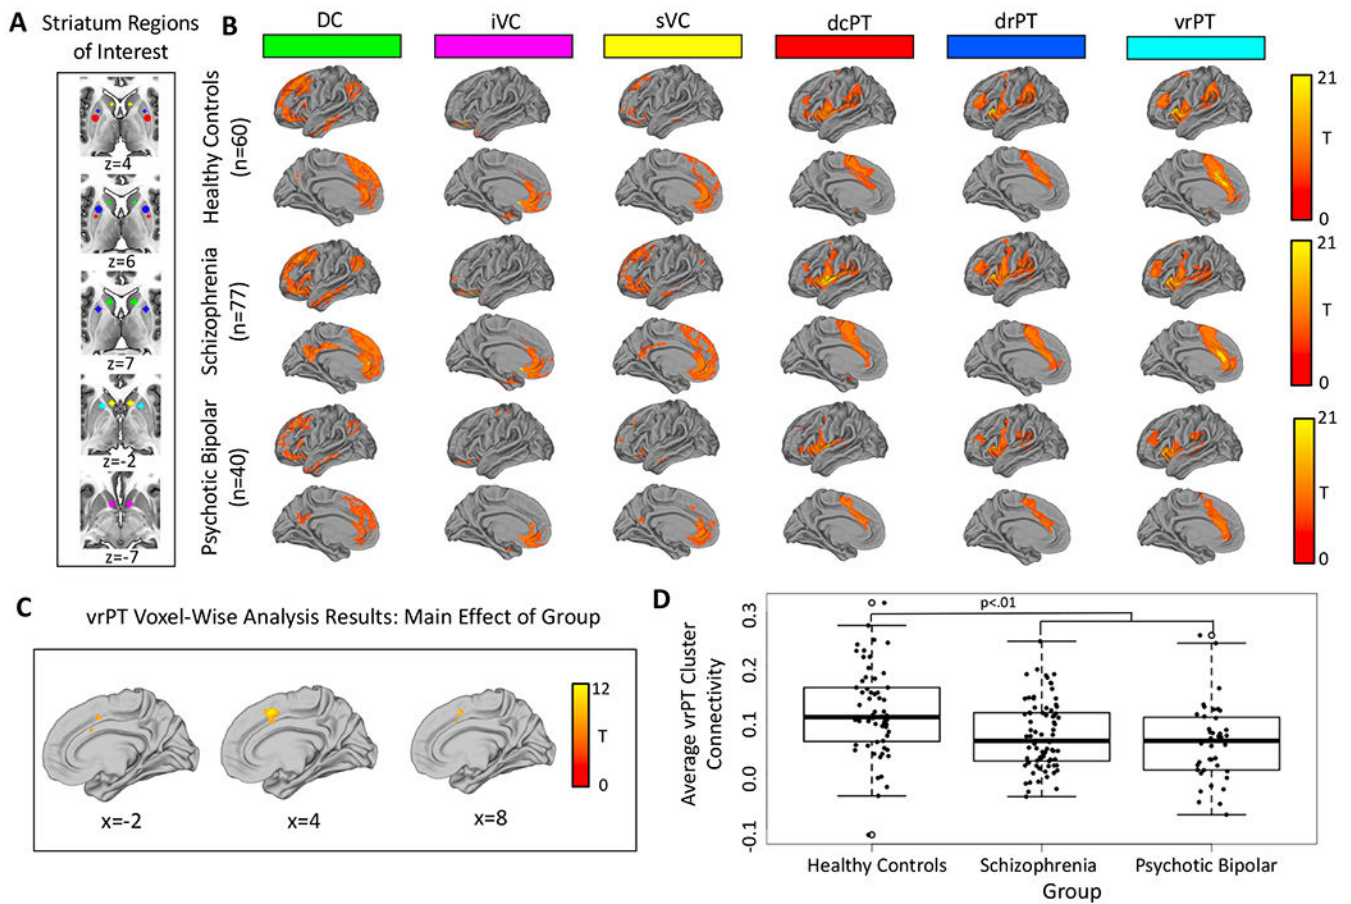 A
Striatum Regions
of Interest
z=4
z=6
z=7
z=-2
z=-7
B
DC iVC sVC dcPT drPT vrPT
Healthy Controls
(n=60)
21
T
0
Schizophrenia
(n=77)
21
T
0
Psychotic Bipolar
(n=40)
21
T
0
C
vrPT Voxel-Wise Analysis Results: Main Effect of Group
12
T
0
x=-2 x=4 x=8
D
Average vrPT Cluster
Connectivity
0.3
0.2
0.1
0.0
-0.1
p<.01
Healthy Controls Schizophrenia Psychotic Bipolar
Group